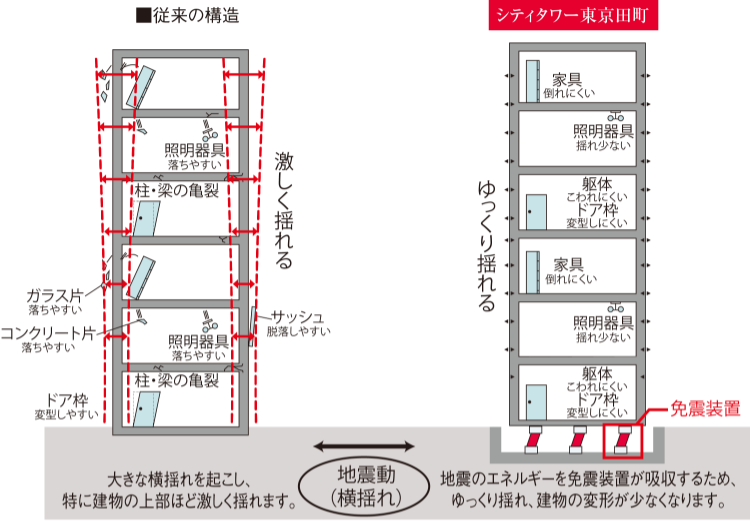 ■従来の構造
シティタワー東京田町
照明器具
落ちやすい
柱・梁の亀裂
激しく揺れる
ガラス片
落ちやすい
コンクリート片
落ちやすい
照明器具
落ちやすい
サッシュ
脱落しやすい
柱・梁の亀裂
ドア枠
変型しやすい
家具
倒れにくい
照明器具
揺れ少ない
躯体
こわれにくい
ドア枠
変型しにくい
ゆっくり揺れる
家具
倒れにくい
照明器具
揺れ少ない
躯体
こわれにくい
ドア枠
変型しにくい
免震装置
大きな横揺れを起こし、
特に建物の上部ほど激しく揺れます。
地震動
(横揺れ)
地震のエネルギーを免震装置が吸収するため、
ゆっくり揺れ、建物の変形が少なくなります。